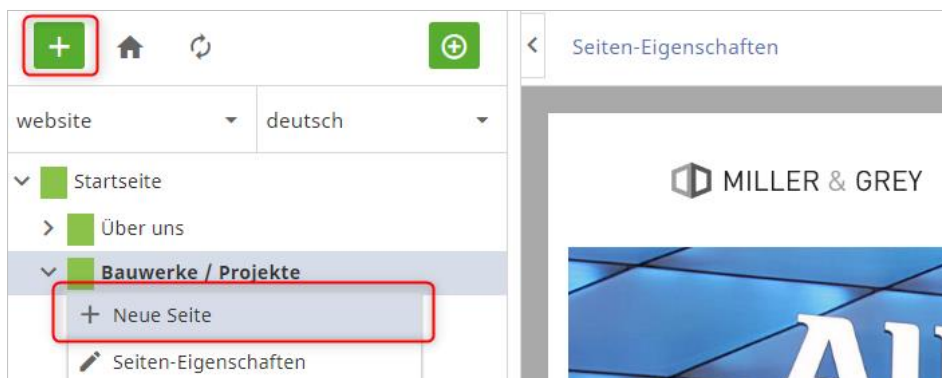 Seiten-Eigenschaften
website
deutsch
Startseite
Über uns
Bauwerke / Projekte
+ Neue Seite
Seiten-Eigenschaften
MILLER & GREY